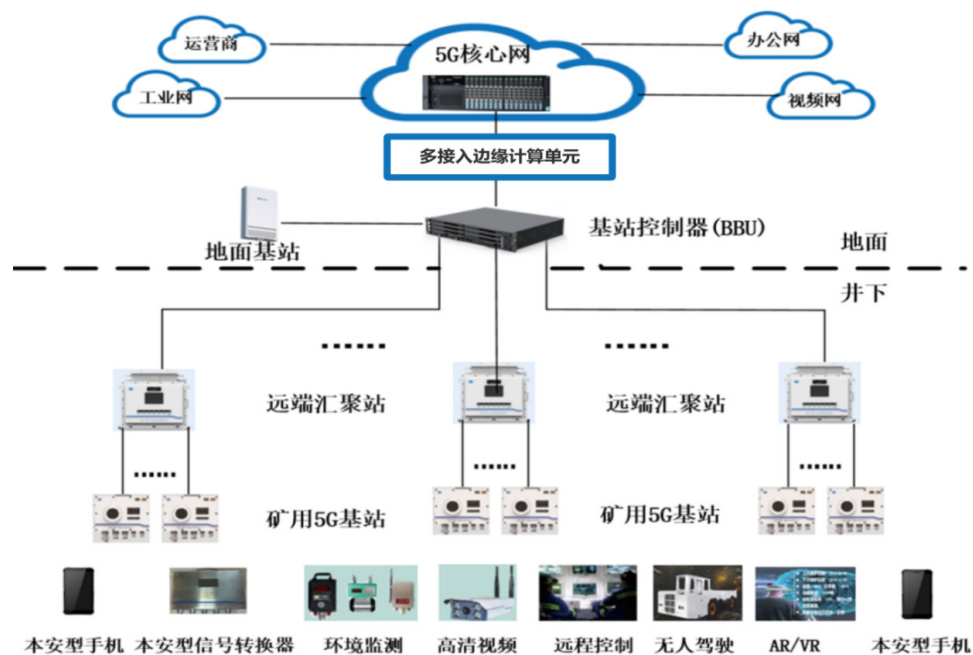 运营商
5G核心网
办公网
工业网
视频网
多接入边缘计算单元
基站控制器(BBU)
地面基站
地面
井下
······
······
远端汇聚站
远端汇聚站
······
······
······
矿用5G基站
矿用5G基站
本安型手机
本安型信号转换器
环境监测
高清视频
远程控制
无人驾驶
AR/VR
本安型手机